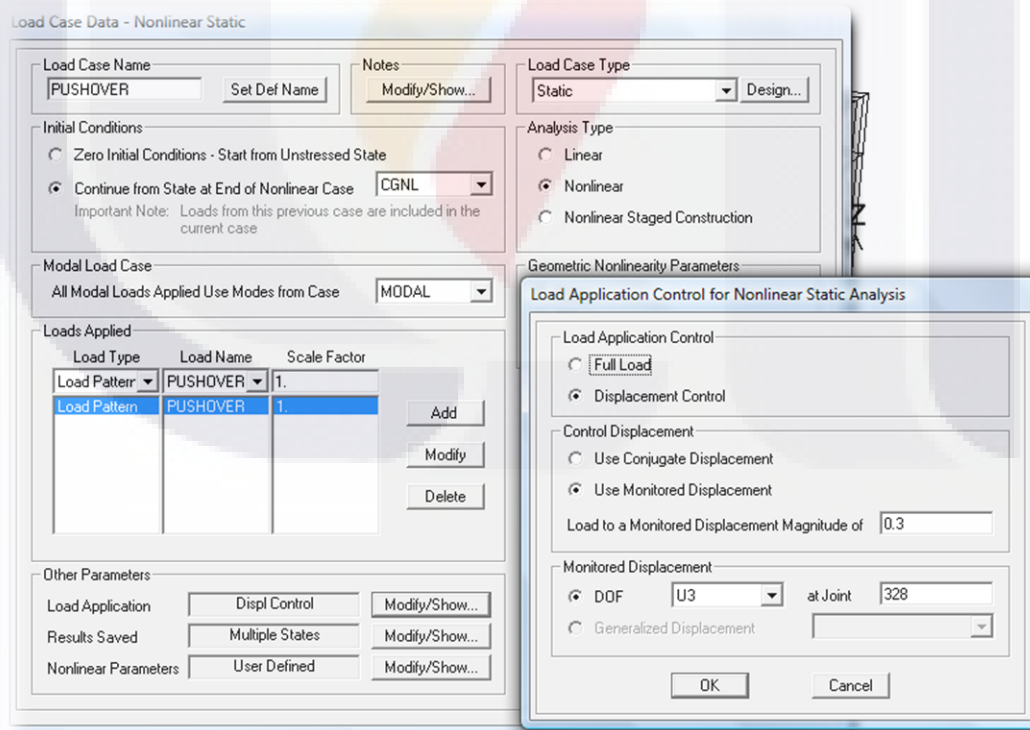 Load Case Data - Nonlinear Static
Load Case Name
PUSHOVER
Set Def Name
Notes
Modify/Show...
Load Case Type
Static
Design...
Initial Conditions
Zero Initial Conditions - Start from Unstressed State
Continue from State at End of Nonlinear Case
CGNL
Important Note: Loads from this previous case are included in the
current case
Analysis Type
Linear
Nonlinear
Nonlinear Staged Construction
Z
Modal Load Case
All Modal Loads Applied Use Modes from Case
MODAL
Geometric Nonlinearity Parameters
Loads Applied
Load Type Load Name Scale Factor
Load Pattern PUSHOVER 1.
Load Pattern PUSHOVER 1.
Add
Modify
Delete
Other Parameters
Load Application Displ Control Modify/Show...
Results Saved Multiple States Modify/Show...
Nonlinear Parameters User Defined Modify/Show...
Load Application Control for Nonlinear Static Analysis
Load Application Control
Full Load
Displacement Control
Control Displacement
Use Conjugate Displacement
Use Monitored Displacement
Load to a Monitored Displacement Magnitude of 0.3
Monitored Displacement
DOF U3 at Joint 328
Generalized Displacement
OK Cancel